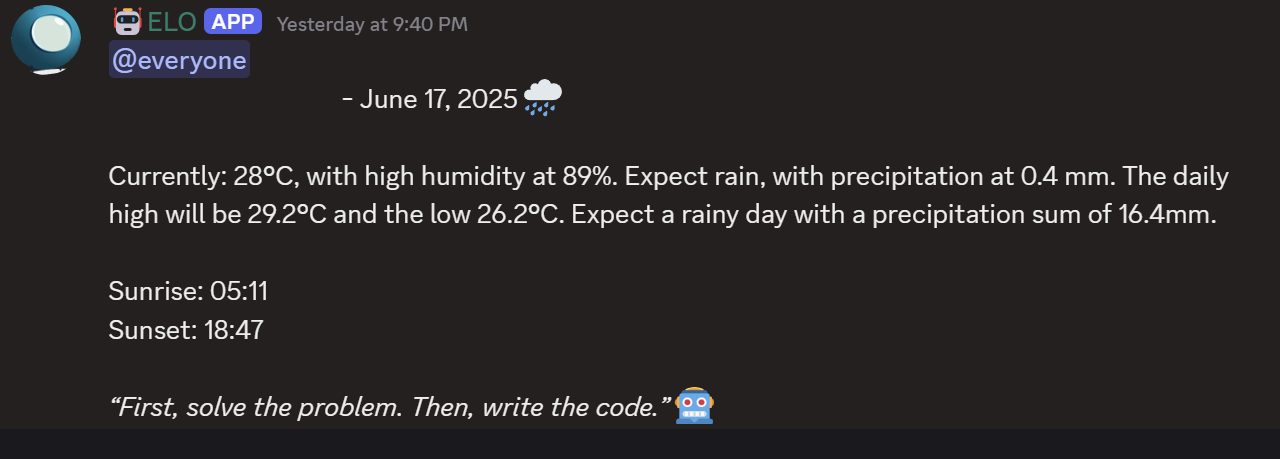 ELO APP Yesterday at 9:40 PM
@everyone
- June 17, 2025
Currently: 28°C, with high humidity at 89%. Expect rain, with precipitation at 0.4 mm. The daily
high will be 29.2°C and the low 26.2°C. Expect a rainy day with a precipitation sum of 16.4mm.
Sunrise: 05:11
Sunset: 18:47
“First, solve the problem. Then, write the code.”